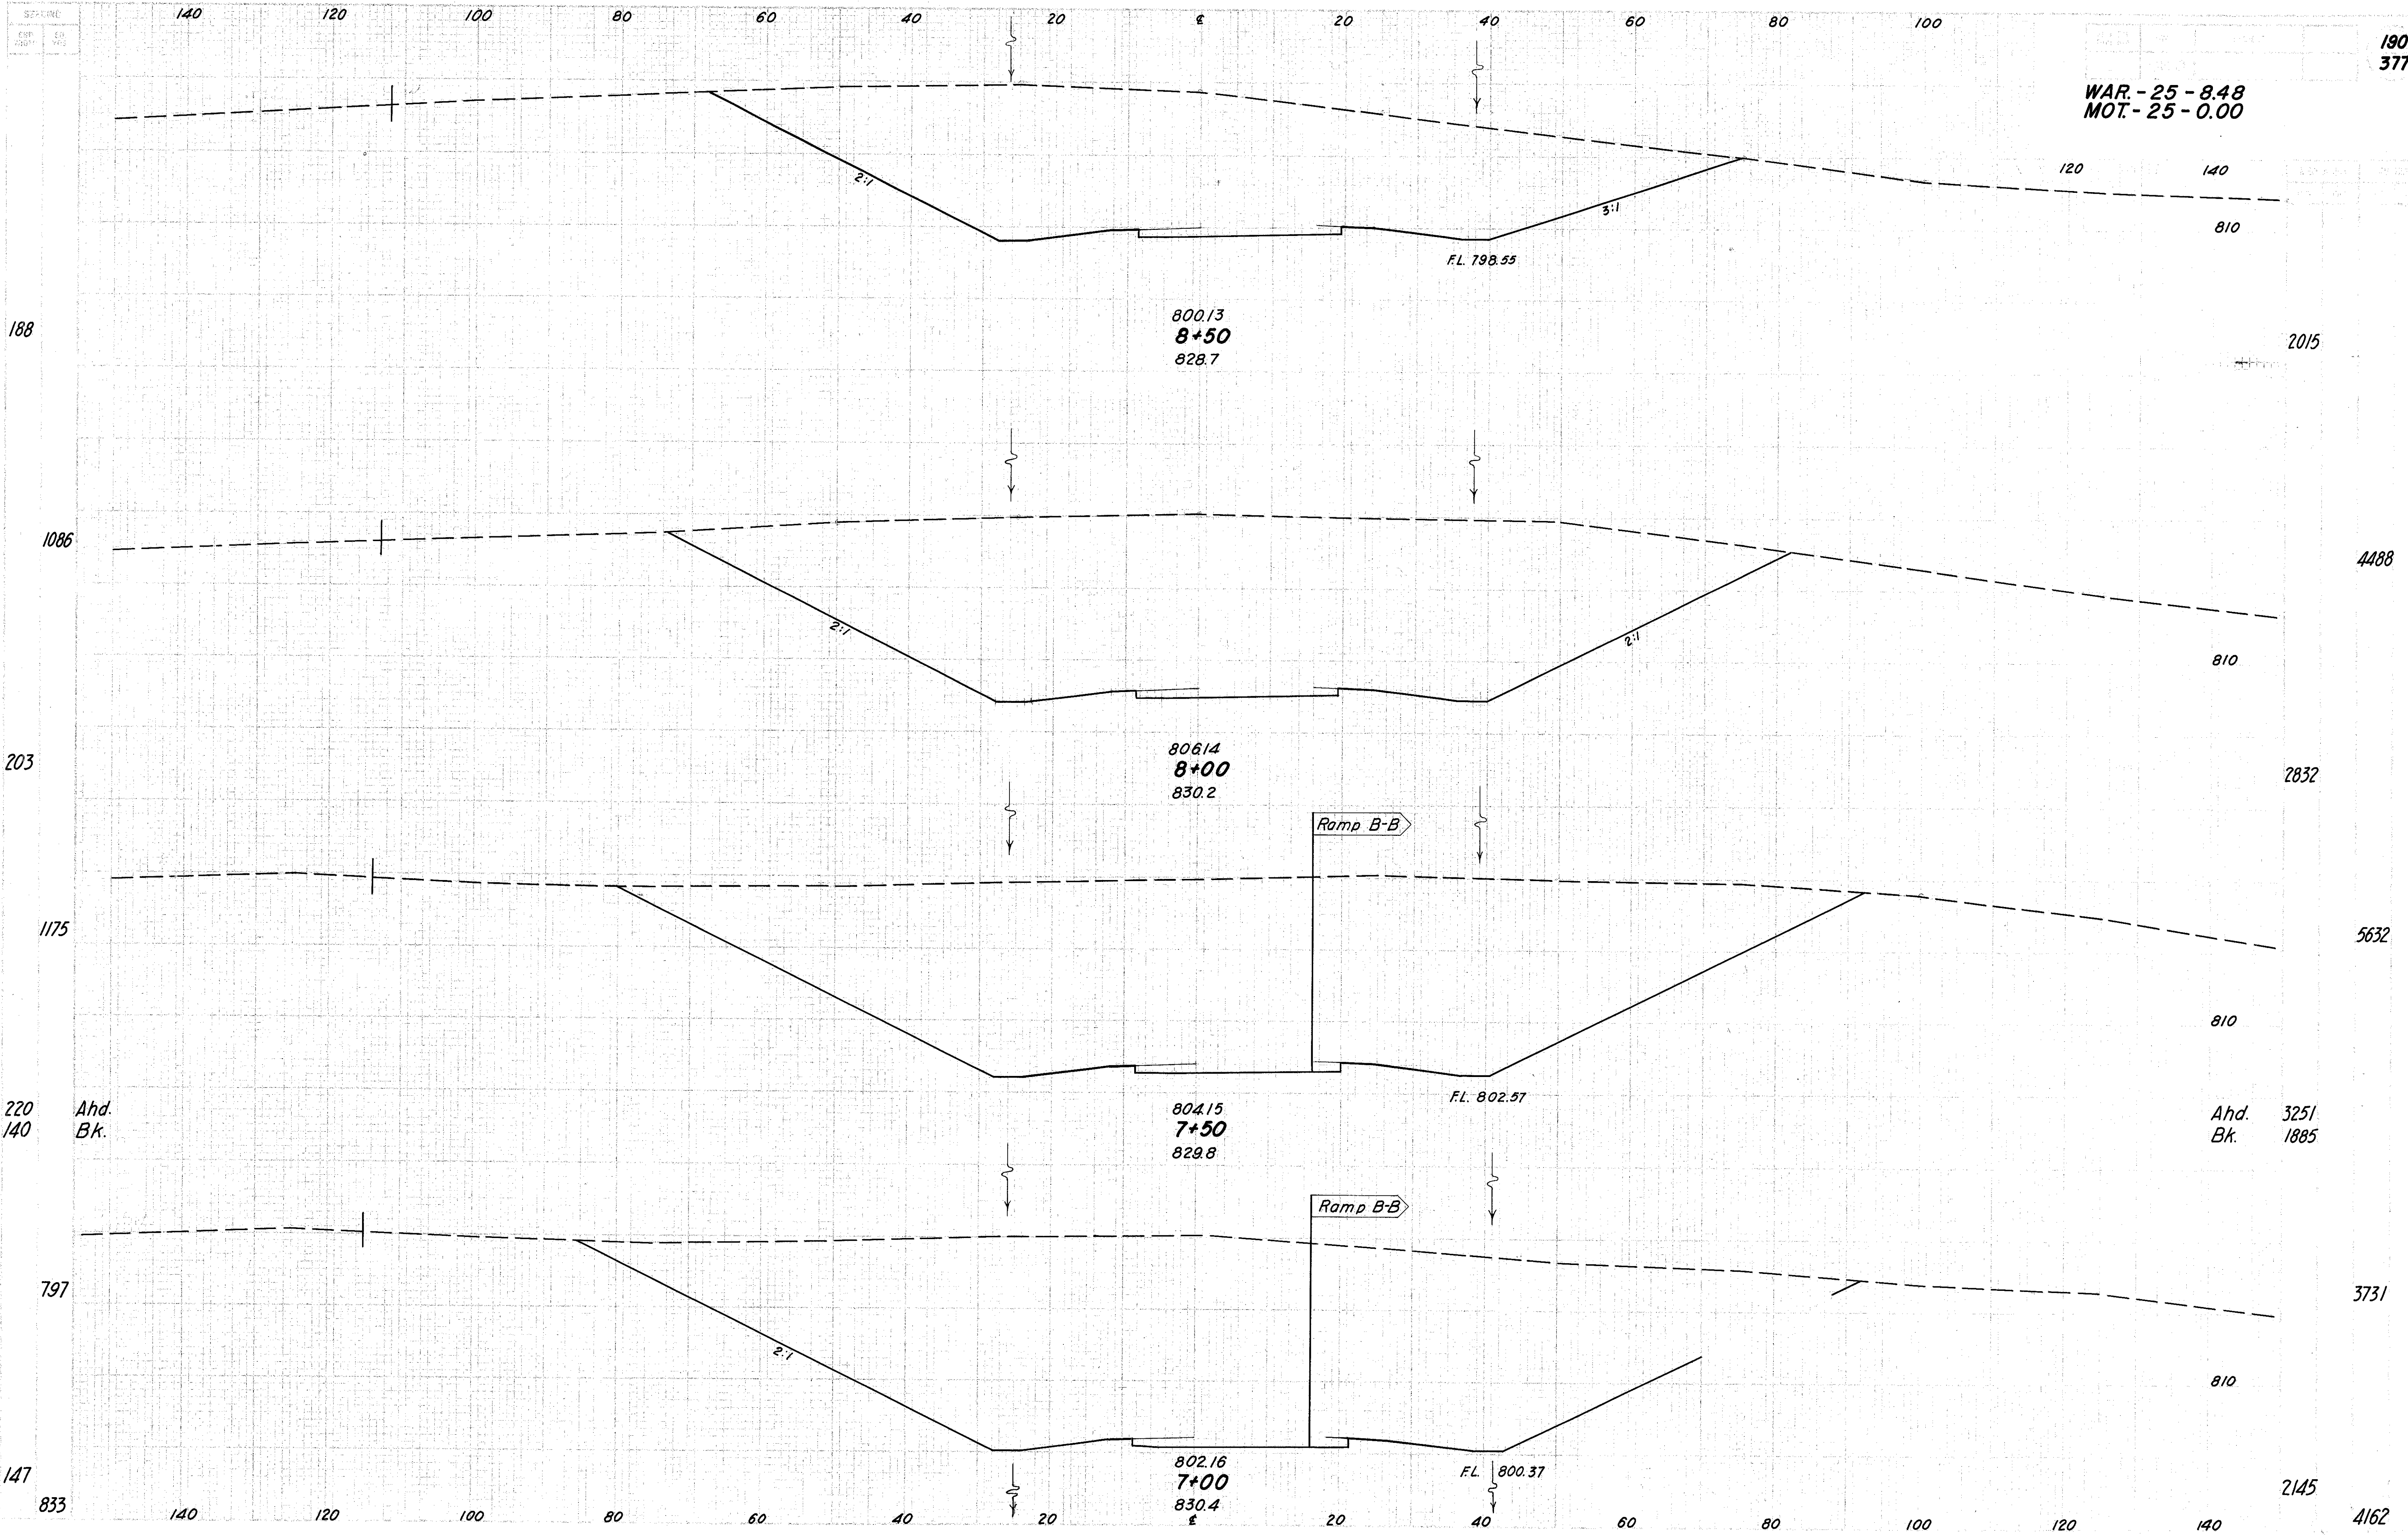 140 120 100 80 60 40 20 ℄ 20 40 60 80 100
190
377
WAR. - 25 - 8.48
MOT. - 25 - 0.00
120 140
2:1
3:1
810
F.L. 798.55
188
800.13
8+50
828.7
2015
1086
4488
2:1
2:1
810
203
806.14
8+00
830.2
2832
Ramp B-B
1175
5632
810
F.L. 802.57
220 Ahd.
140 Bk.
804.15
7+50
829.8
Ahd. 3251
Bk. 1885
Ramp B-B
797
3731
2:1
810
147
802.16
7+00
830.4
F.L. 800.37
2145
833
4162
140 120 100 80 60 40 20 ℄ 20 40 60 80 100 120 140